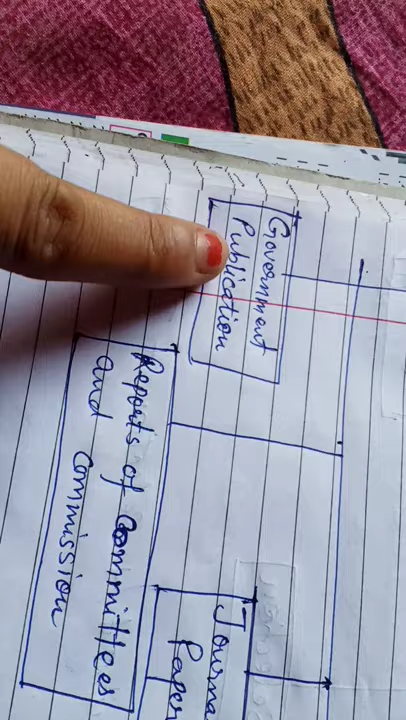 Government
Publication
Reports of Committees
and Commission
Journa
Paper